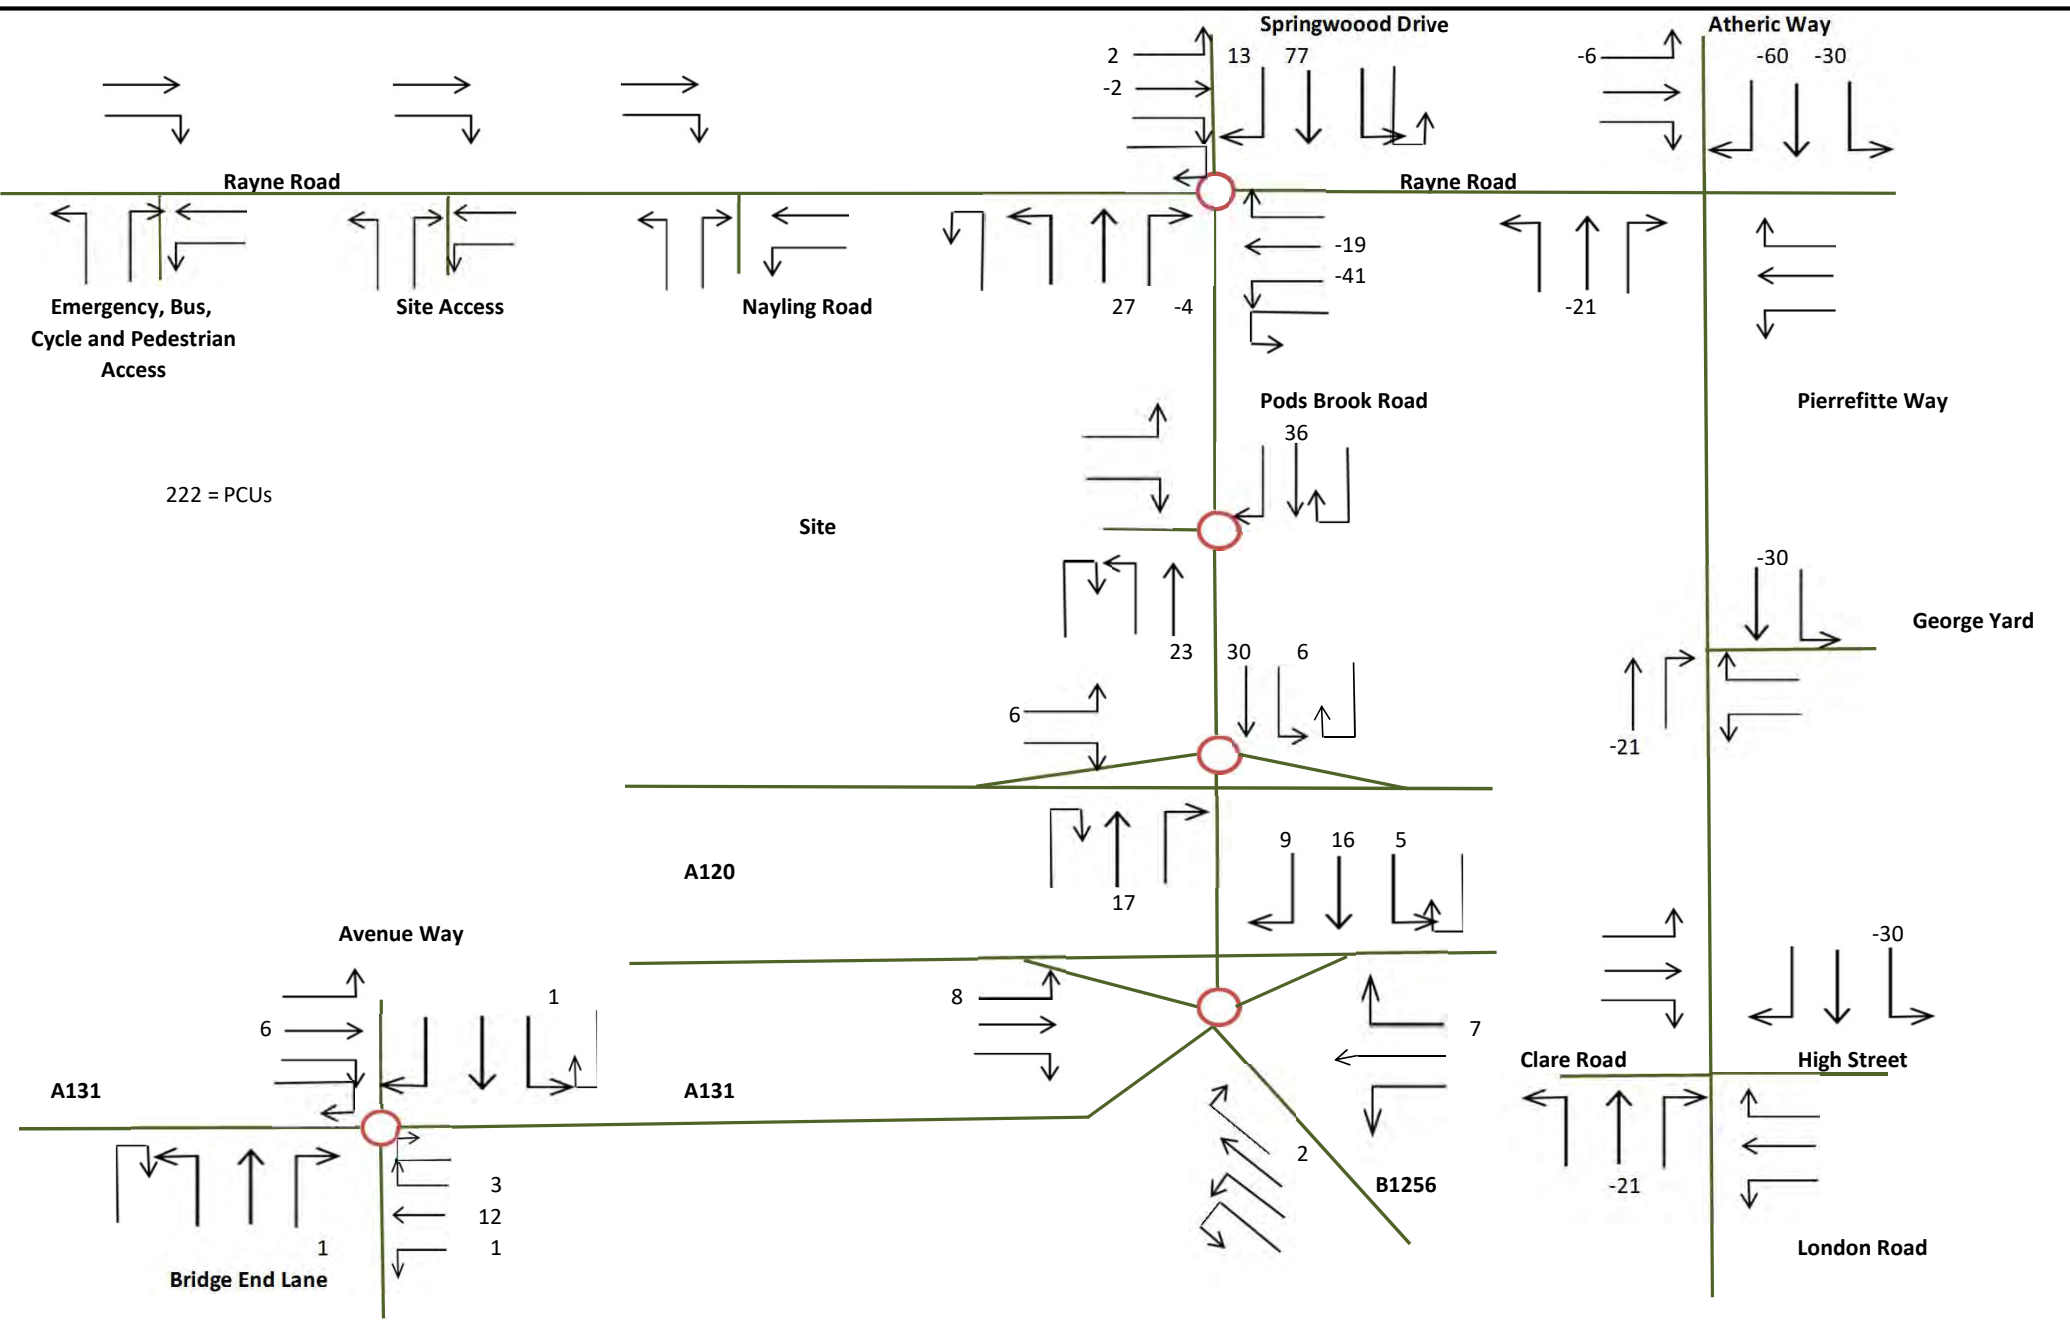 Springwoood Drive
Atheric Way
2
13
77
-6
-60
-30
-2
Rayne Road
Rayne Road
-19
-41
Emergency, Bus,
Cycle and Pedestrian
Access
Site Access
Nayling Road
27
-4
-21
Pods Brook Road
Pierrefitte Way
36
222 = PCUs
Site
-30
George Yard
23
30
6
6
-21
9
16
5
A120
17
Avenue Way
-30
1
8
6
7
Clare Road
High Street
A131
A131
2
B1256
3
-21
12
1
1
London Road
Bridge End Lane